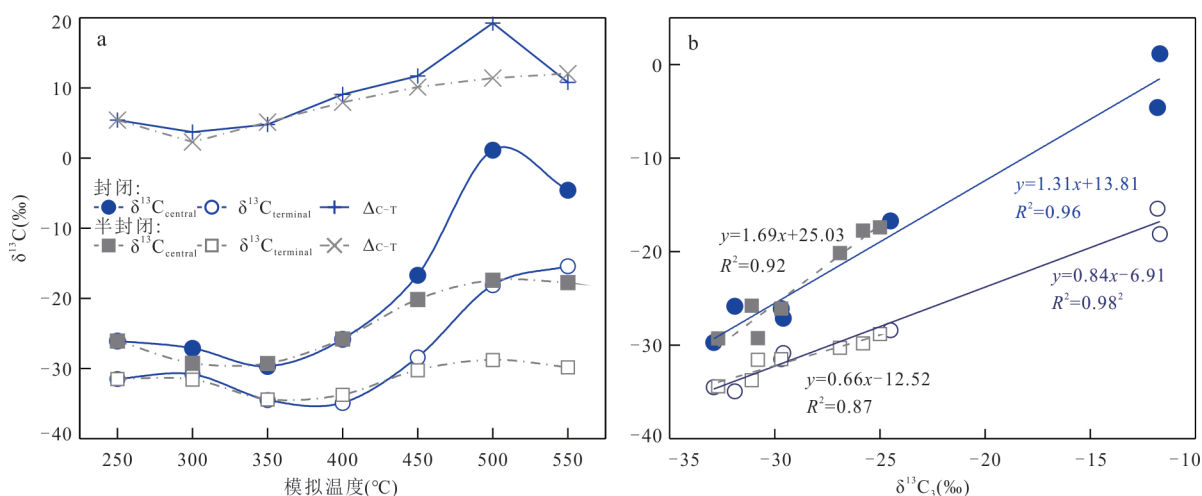 a
20
10
0
−10
−20
−30
−40
δ¹³C(‰)
封闭:
δ¹³Ccentral δ¹³Cterminal ΔC−T
半封闭:
δ¹³Ccentral δ¹³Cterminal ΔC−T
250 300 350 400 450 500 550
模拟温度(℃)
b
0
−10
−20
−30
−40
y=1.31x+13.81
R²=0.96
y=1.69x+25.03
R²=0.92
y=0.84x−6.91
R²=0.98²
y=0.66x−12.52
R²=0.87
−35 −30 −25 −20 −15 −10
δ¹³C₃(‰)